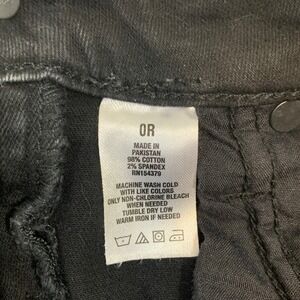 OR
MADE IN
PAKISTAN
98% COTTON
2% SPANDEX
RN154379
MACHINE WASH COLD
WITH LIKE COLORS
ONLY NON-CHLORINE BLEACH
WHEN NEEDED
TUMBLE DRY LOW
WARM IRON IF NEEDED